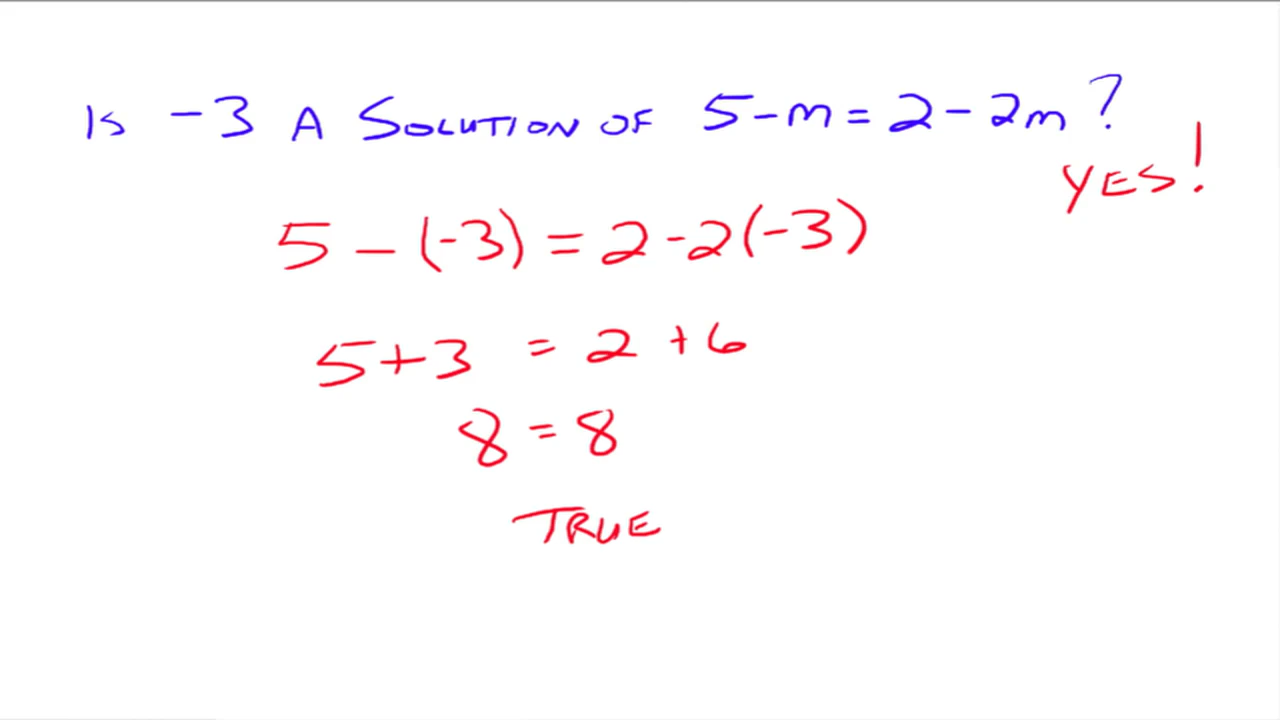 Is -3 A SOLUTION OF 5-m=2-2m?
YES!
5-(-3)=2-2(-3)
5+3 = 2+6
8=8
TRUE